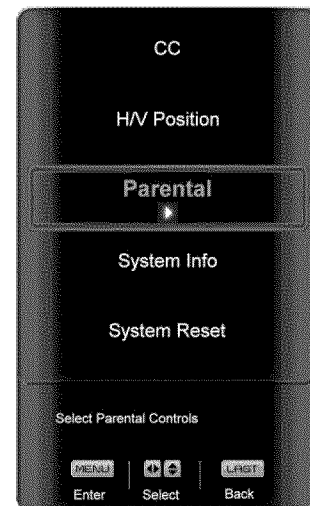 CC
H/V Position
Parental
System Info
System Reset
Select Parental Controls
MENU LAST
Enter Select Back